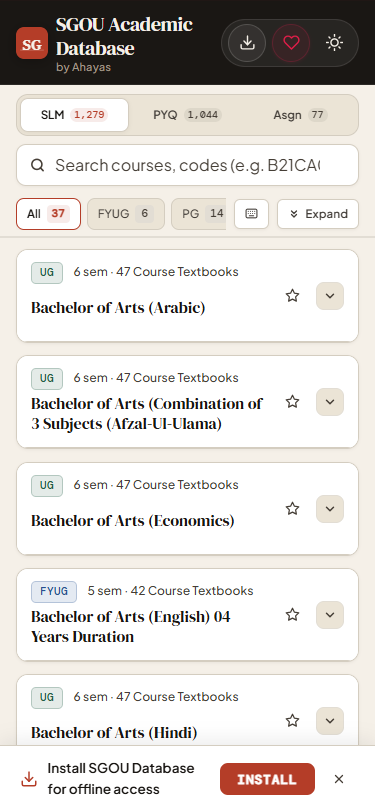 SG
SGOU Academic
Database
by Ahayas
SLM 1,279 PYQ 1,044 Asgn 77
Search courses, codes (e.g. B21CA(
All 37 FYUG 6 PG 14 Expand
UG 6 sem · 47 Course Textbooks
Bachelor of Arts (Arabic)
UG 6 sem · 47 Course Textbooks
Bachelor of Arts (Combination of
3 Subjects (Afzal-Ul-Ulama)
UG 6 sem · 47 Course Textbooks
Bachelor of Arts (Economics)
FYUG 5 sem · 42 Course Textbooks
Bachelor of Arts (English) 04
Years Duration
UG 6 sem · 47 Course Textbooks
Bachelor of Arts (Hindi)
Install SGOU Database
for offline access
INSTALL